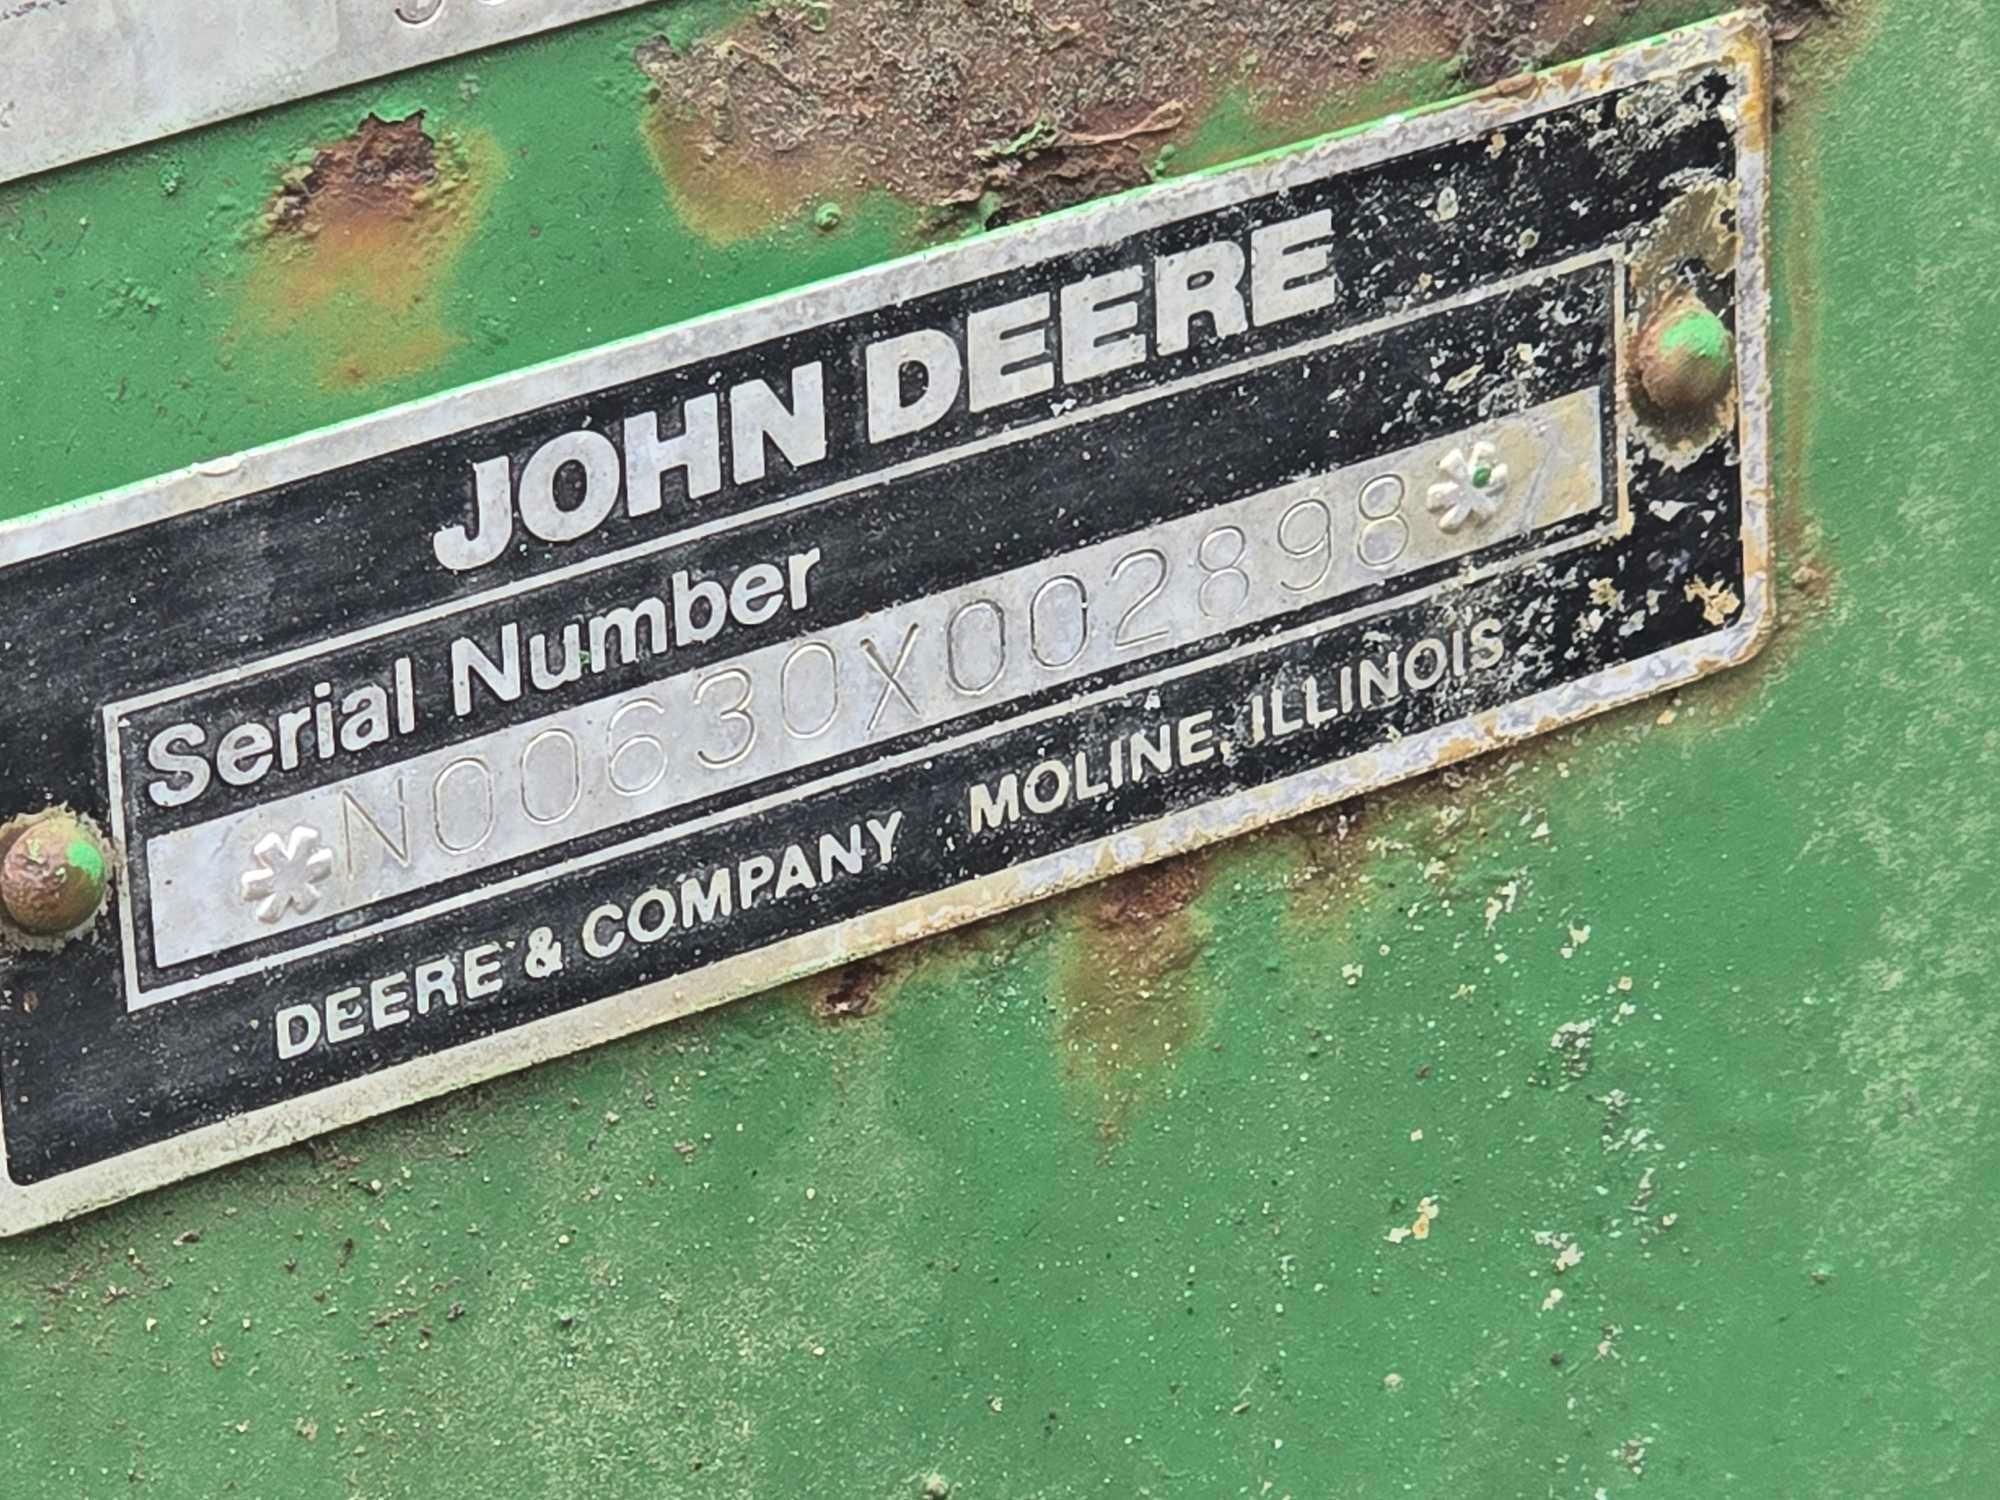 JOHN DEERE
Serial Number
*N00630X002898*
DEERE & COMPANY MOLINE, ILLINOIS